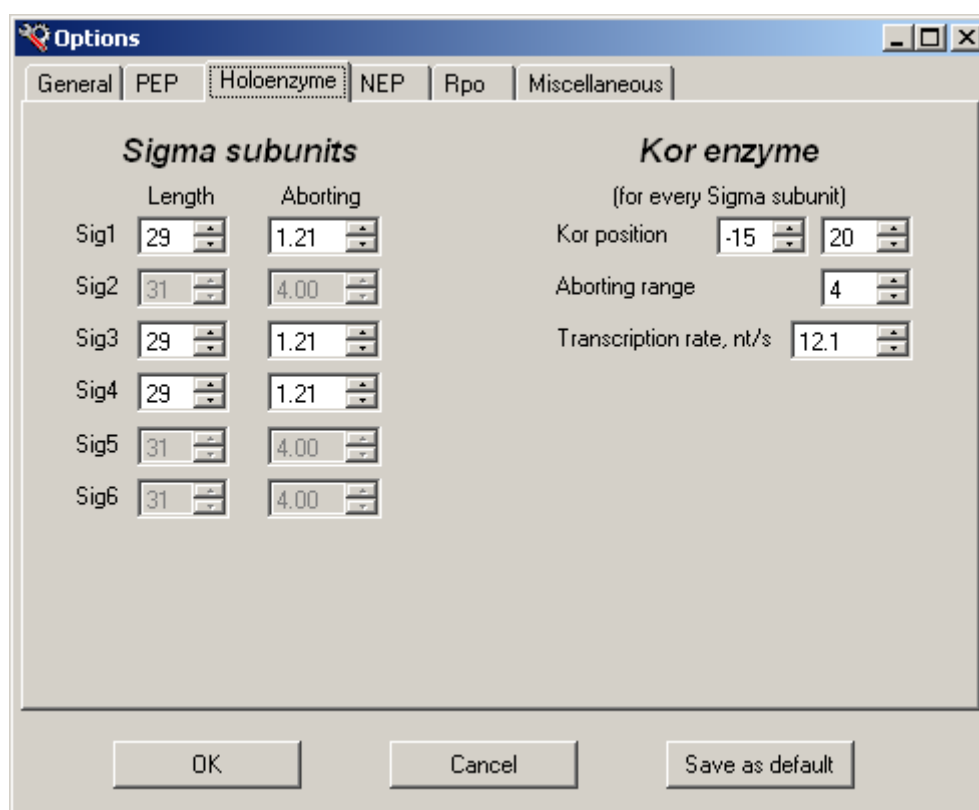 Options
General PEP Holoenzyme NEP Rpo Miscellaneous
Sigma subunits
Length Aborting
Sig1 29 1.21
Sig2 31 4.00
Sig3 29 1.21
Sig4 29 1.21
Sig5 31 4.00
Sig6 31 4.00
Kor enzyme
(for every Sigma subunit)
Kor position -15 20
Aborting range 4
Transcription rate, nt/s 12.1
OK Cancel Save as default